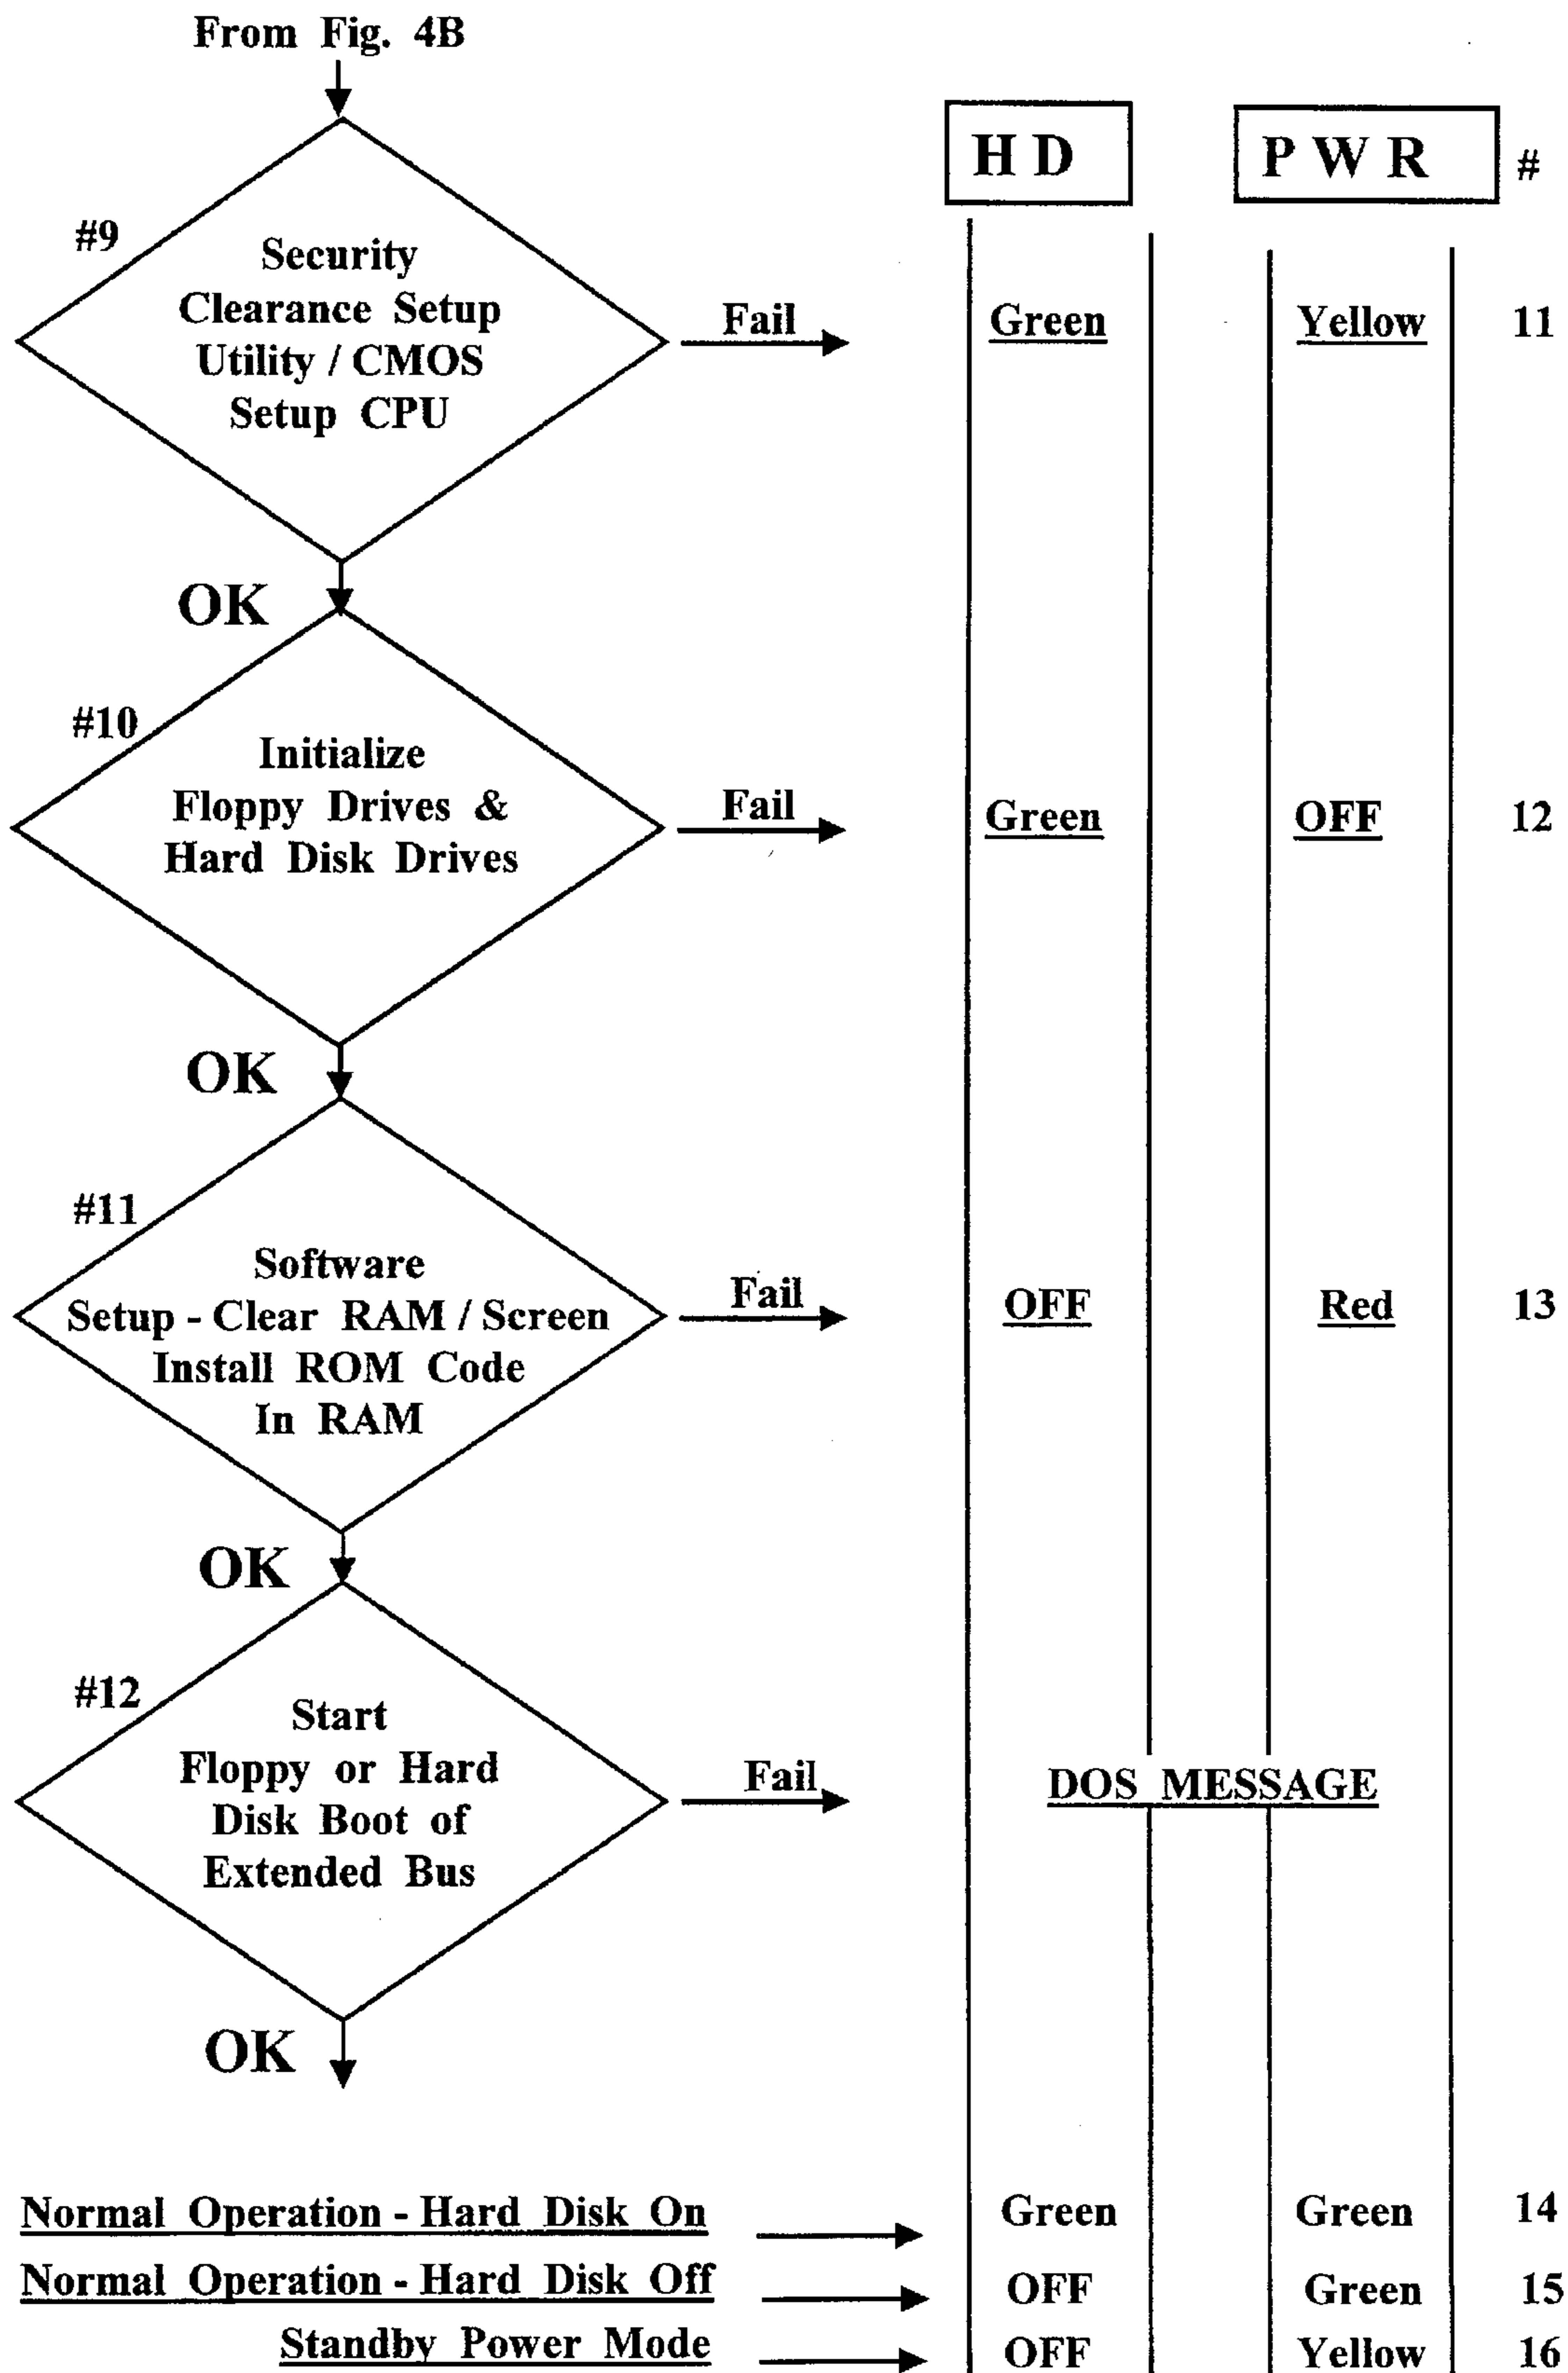 From Fig. 4B
HD PWR #
#9
Security
Clearance Setup
Utility / CMOS
Setup CPU
Fail Green Yellow 11
OK
#10
Initialize
Floppy Drives &
Hard Disk Drives
Fail Green OFF 12
OK
#11
Software
Setup - Clear RAM / Screen
Install ROM Code
In RAM
Fail OFF Red 13
OK
#12
Start
Floppy or Hard
Disk Boot of
Extended Bus
Fail DOS MESSAGE
OK
Normal Operation - Hard Disk On Green Green 14
Normal Operation - Hard Disk Off OFF Green 15
Standby Power Mode OFF Yellow 16